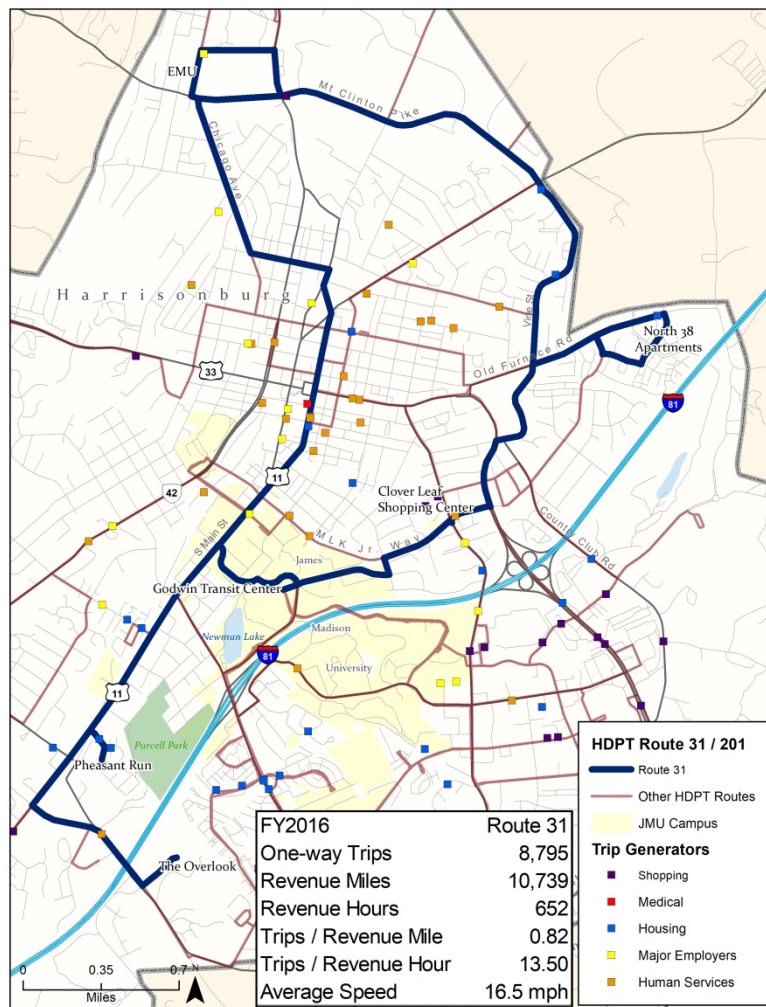 EMU
Mt Clinton Pike
Chicago Ave
Harrisonburg
Vine St
North 38
Apartments
Old Furnace Rd
33
81
11
Clover Leaf
Shopping Center
42
MLK Jr. Way
Country Club Rd
S Main St
James
Godwin Transit Center
Newman Lake
Madison
81
University
11
Purcell Park
Pheasant Run
The Overlook
HDPT Route 31 / 201
Route 31
Other HDPT Routes
JMU Campus
Trip Generators
Shopping
Medical
Housing
Major Employers
Human Services
FY2016 Route 31
One-way Trips 8,795
Revenue Miles 10,739
Revenue Hours 652
Trips / Revenue Mile 0.82
Trips / Revenue Hour 13.50
Average Speed 16.5 mph
0 0.35 0.7
Miles
N